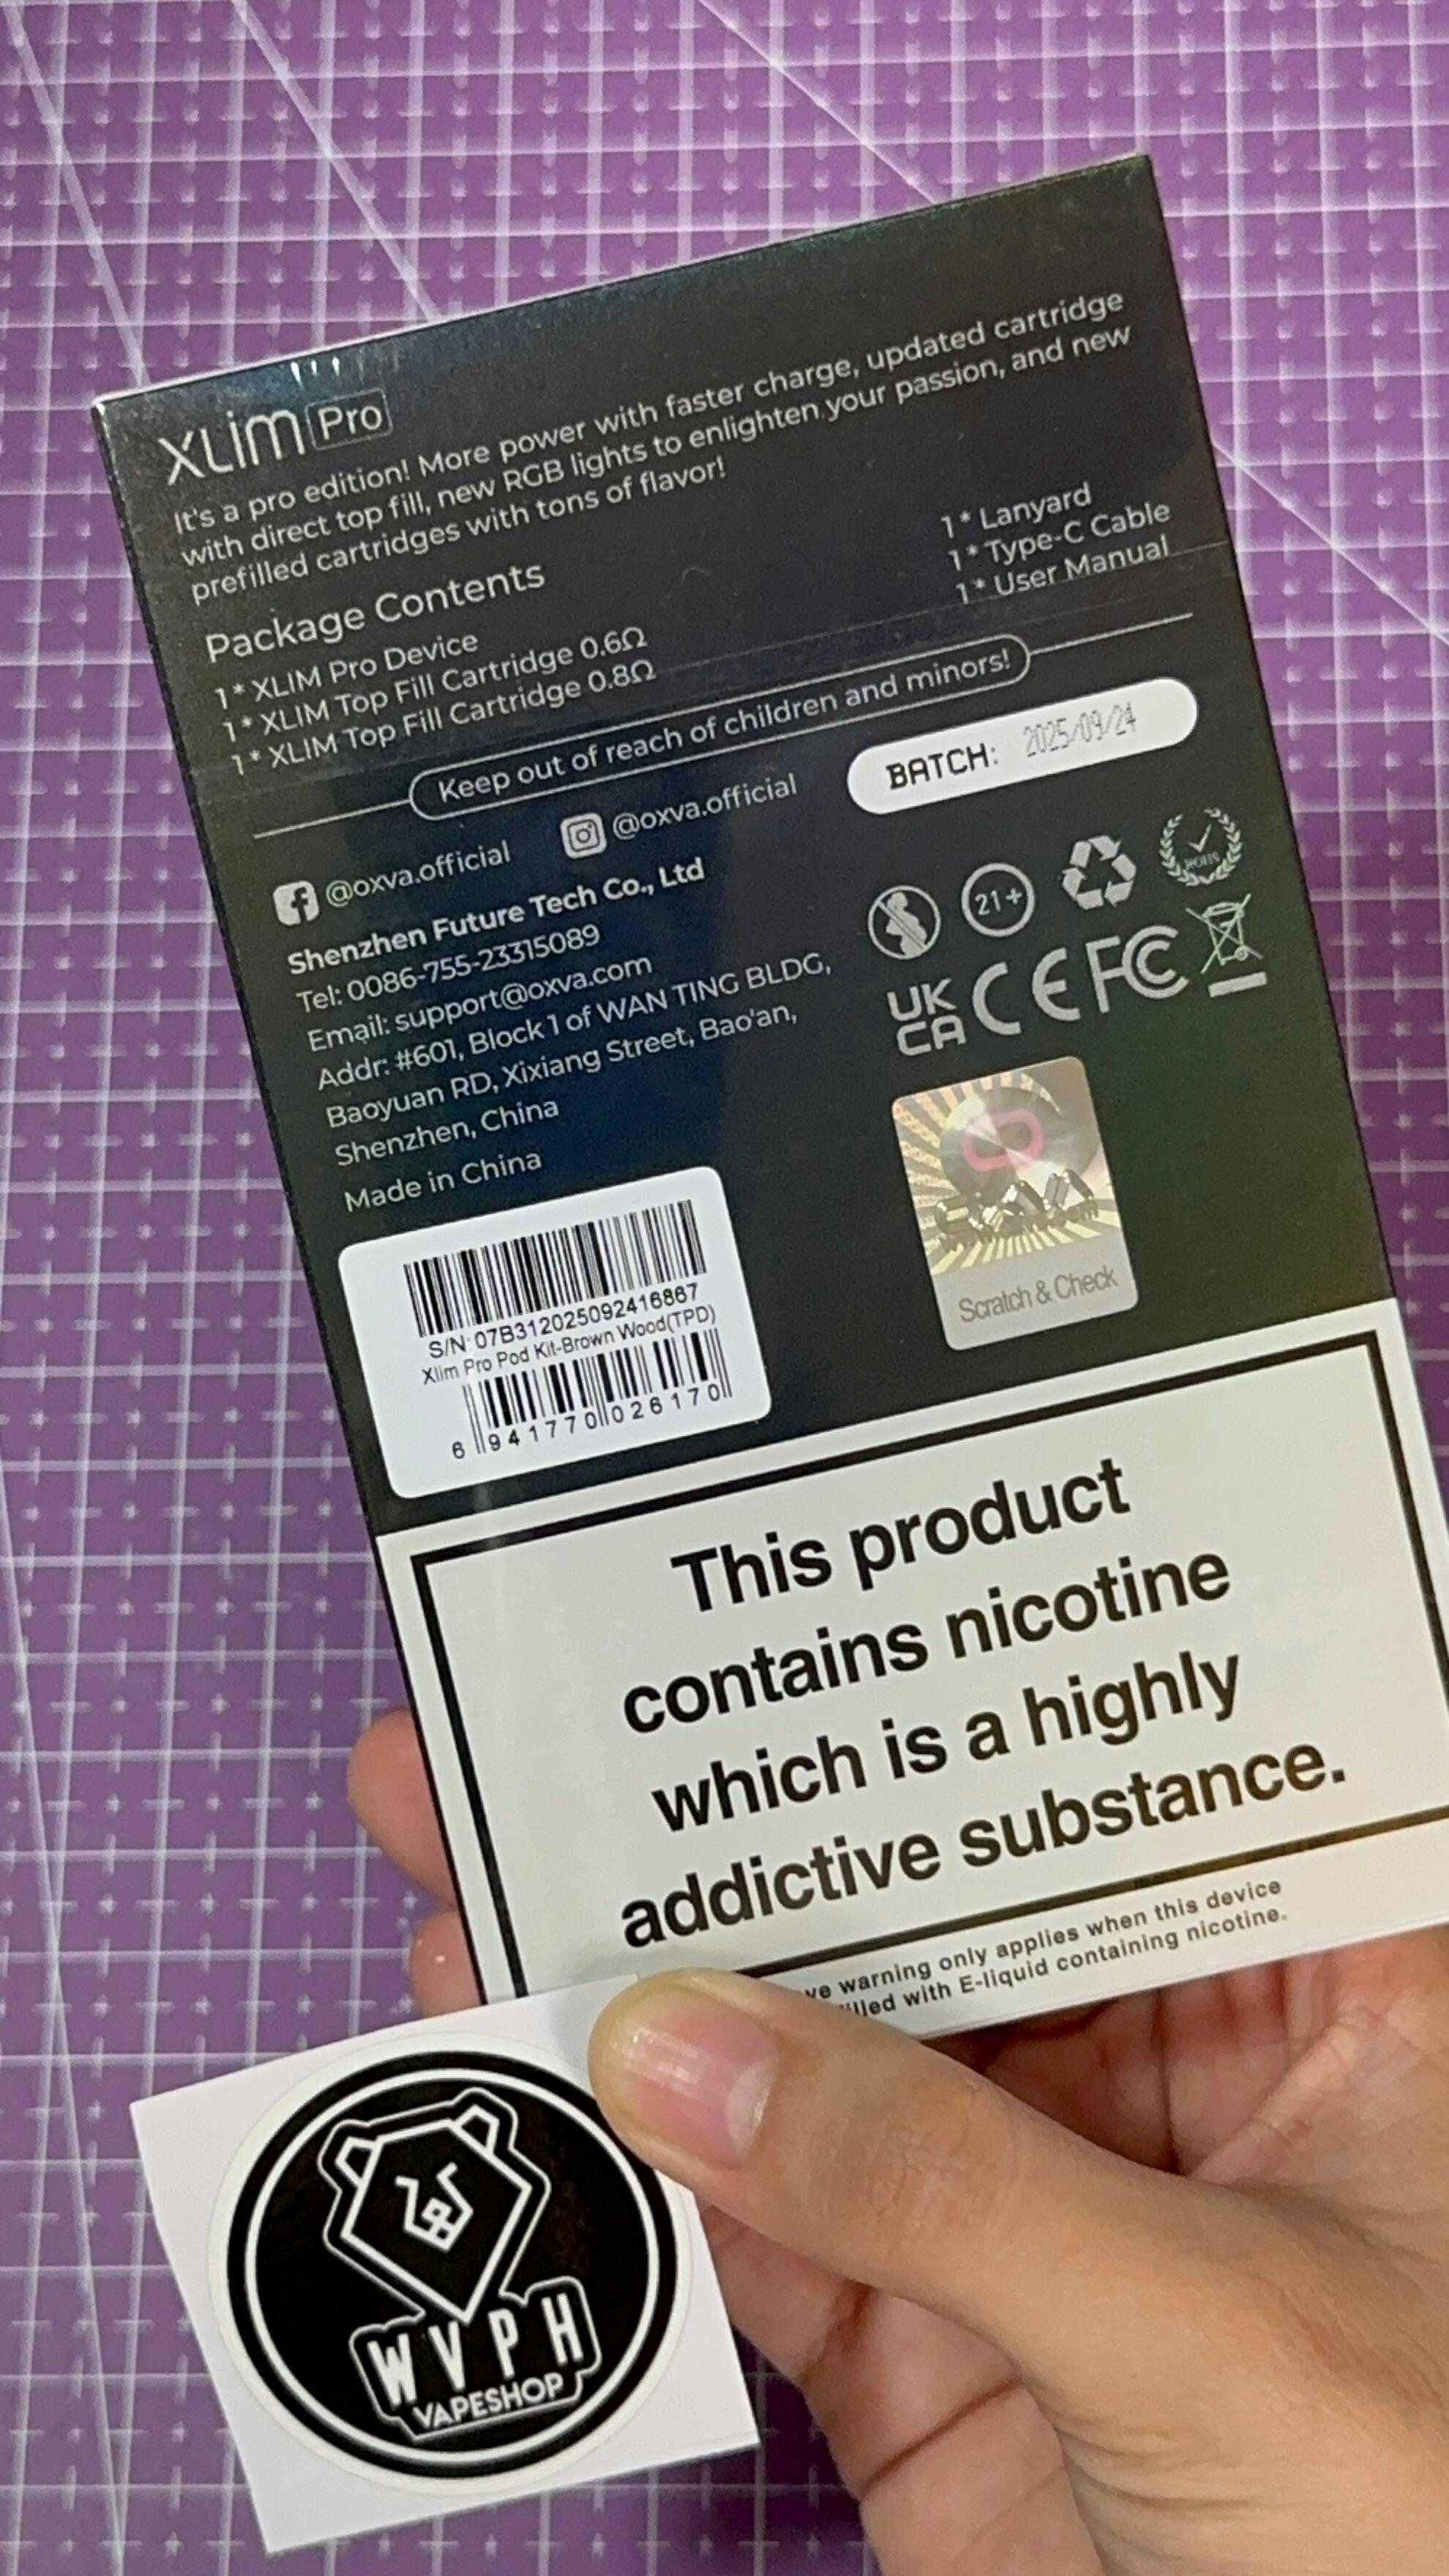 XLIM Pro
It's a pro edition! More power with faster charge, updated cartridge
with direct top fill, new RGB lights to enlighten your passion, and new
prefilled cartridges with tons of flavor!
Package Contents
1* XLIM Pro Device
1* XLIM Top Fill Cartridge 0.6Ω
1* XLIM Top Fill Cartridge 0.8Ω
1* Lanyard
1* Type-C Cable
1* User Manual
Keep out of reach of children and minors!
@oxva.official
@oxva.official
BATCH: 2025/09/24
Shenzhen Future Tech Co., Ltd
Tel: 0086-755-23315089
Email: support@oxva.com
Addr: #601, Block 1 of WAN TING BLDG,
Baoyuan RD, Xixiang Street, Bao'an,
Shenzhen, China
Made in China
21+
ROHS
UK
CA CE FC
Scratch & Check
S/N: 07B312025092416867
Xlim Pro Pod Kit-Brown Wood(TPD)
6 941770 026170
This product
contains nicotine
which is a highly
addictive substance.
warning only applies when this device
with E-liquid containing nicotine.
WVPH
VAPESHOP